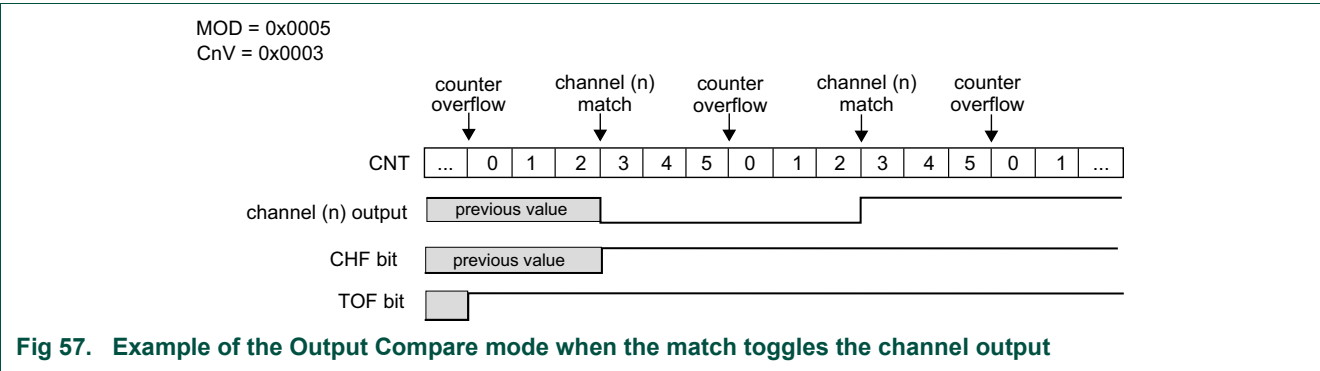 MOD = 0x0005
CnV = 0x0003
counter overflow
channel (n) match
counter overflow
channel (n) match
counter overflow
CNT ... 0 1 2 3 4 5 0 1 2 3 4 5 0 1 ...
channel (n) output previous value
CHF bit previous value
TOF bit
Fig 57. Example of the Output Compare mode when the match toggles the channel output